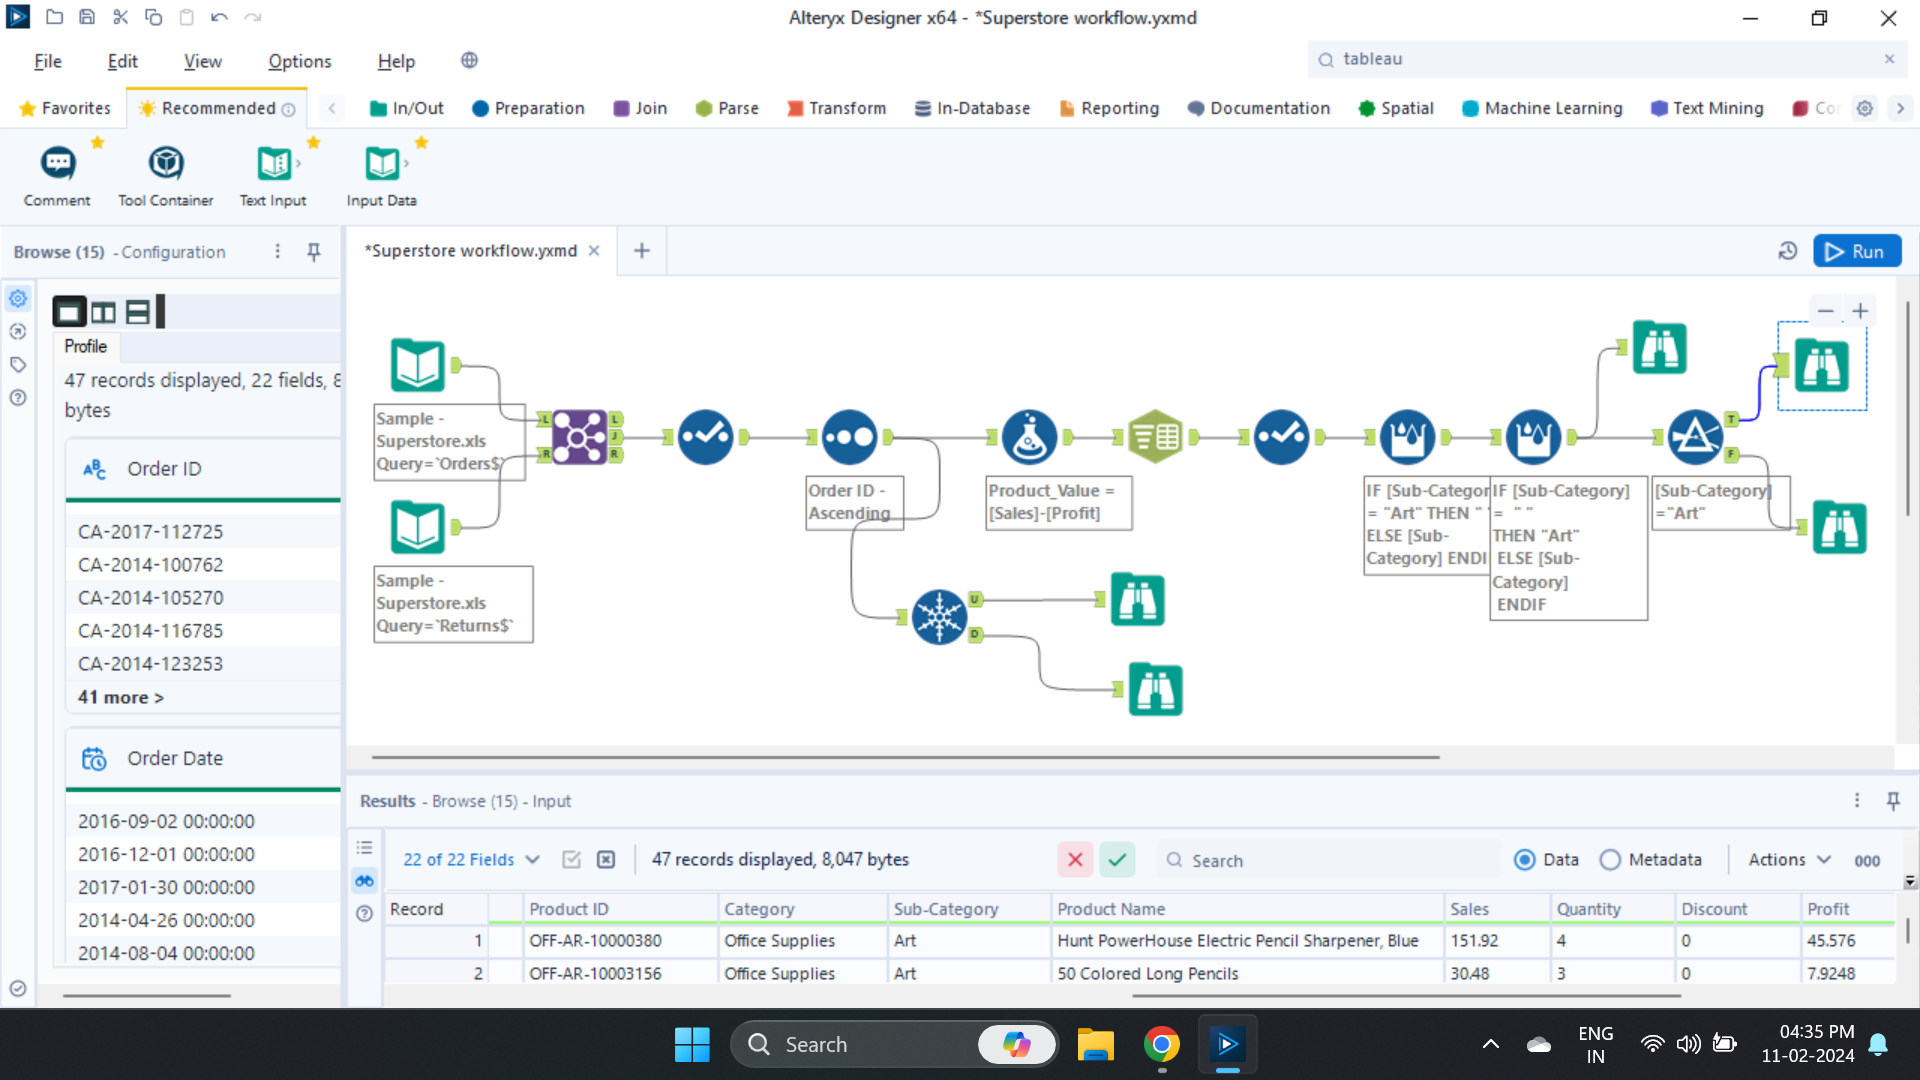 Alteryx Designer x64 - *Superstore workflow.yxmd
File Edit View Options Help
tableau
Favorites Recommended In/Out Preparation Join Parse Transform In-Database Reporting Documentation Spatial Machine Learning Text Mining Co
Comment Tool Container Text Input Input Data
Browse (15) - Configuration
*Superstore workflow.yxmd
Run
Profile
47 records displayed, 22 fields, 8
bytes
ABC Order ID
CA-2017-112725
CA-2014-100762
CA-2014-105270
CA-2014-116785
CA-2014-123253
41 more >
Order Date
2016-09-02 00:00:00
2016-12-01 00:00:00
2017-01-30 00:00:00
2014-04-26 00:00:00
2014-08-04 00:00:00
Sample -
Superstore.xls
Query=`Orders$`
Sample -
Superstore.xls
Query=`Returns$`
L
R
L
J
R
Order ID -
Ascending
U
D
Product_Value =
[Sales]-[Profit]
IF [Sub-Categor
= "Art" THEN "
ELSE [Sub-
Category] ENDI
IF [Sub-Category]
= " "
THEN "Art"
ELSE [Sub-
Category]
ENDIF
T
F
[Sub-Category]
="Art"
Results - Browse (15) - Input
22 of 22 Fields 47 records displayed, 8,047 bytes Search Data Metadata Actions 000
Record Product ID Category Sub-Category Product Name Sales Quantity Discount Profit
1 OFF-AR-10000380 Office Supplies Art Hunt PowerHouse Electric Pencil Sharpener, Blue 151.92 4 0 45.576
2 OFF-AR-10003156 Office Supplies Art 50 Colored Long Pencils 30.48 3 0 7.9248
Search
ENG
IN
04:35 PM
11-02-2024